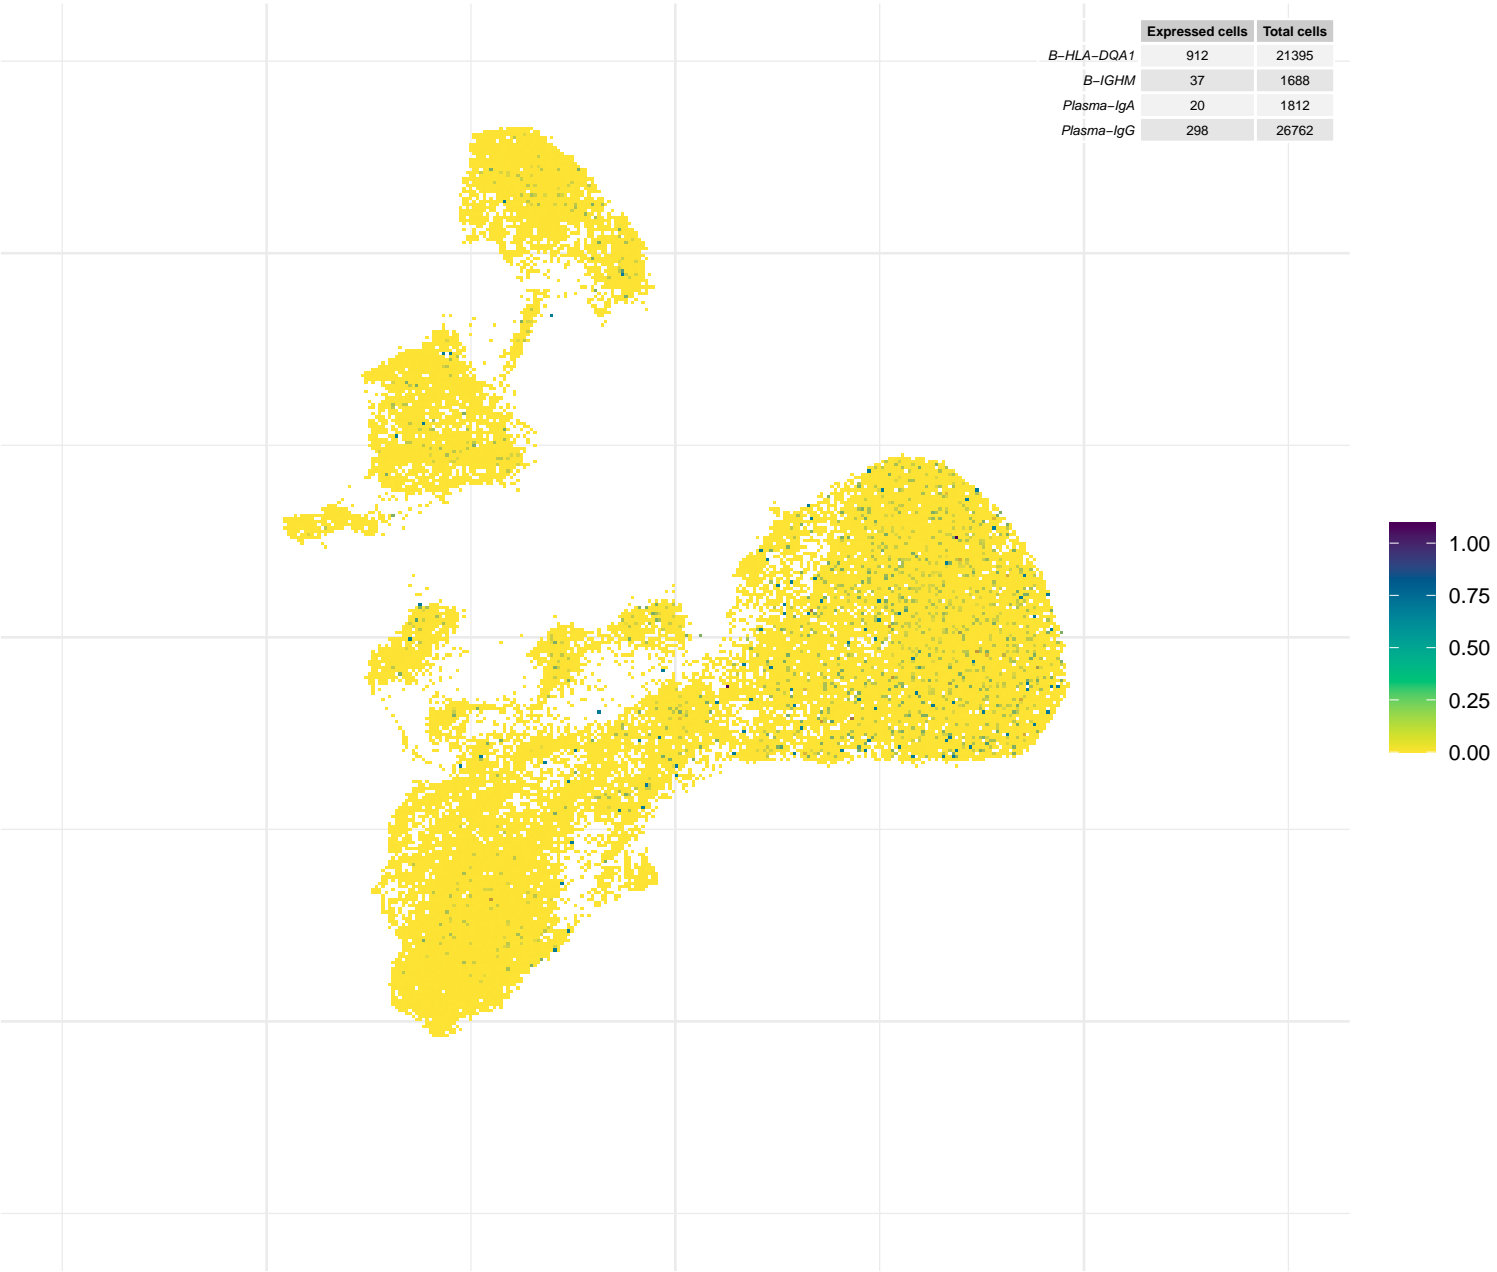 Expressed cells Total cells
B−HLA−DQA1 912 21395
B−IGHM 37 1688
Plasma−IgA 20 1812
Plasma−IgG 298 26762
1.00
0.75
0.50
0.25
0.00